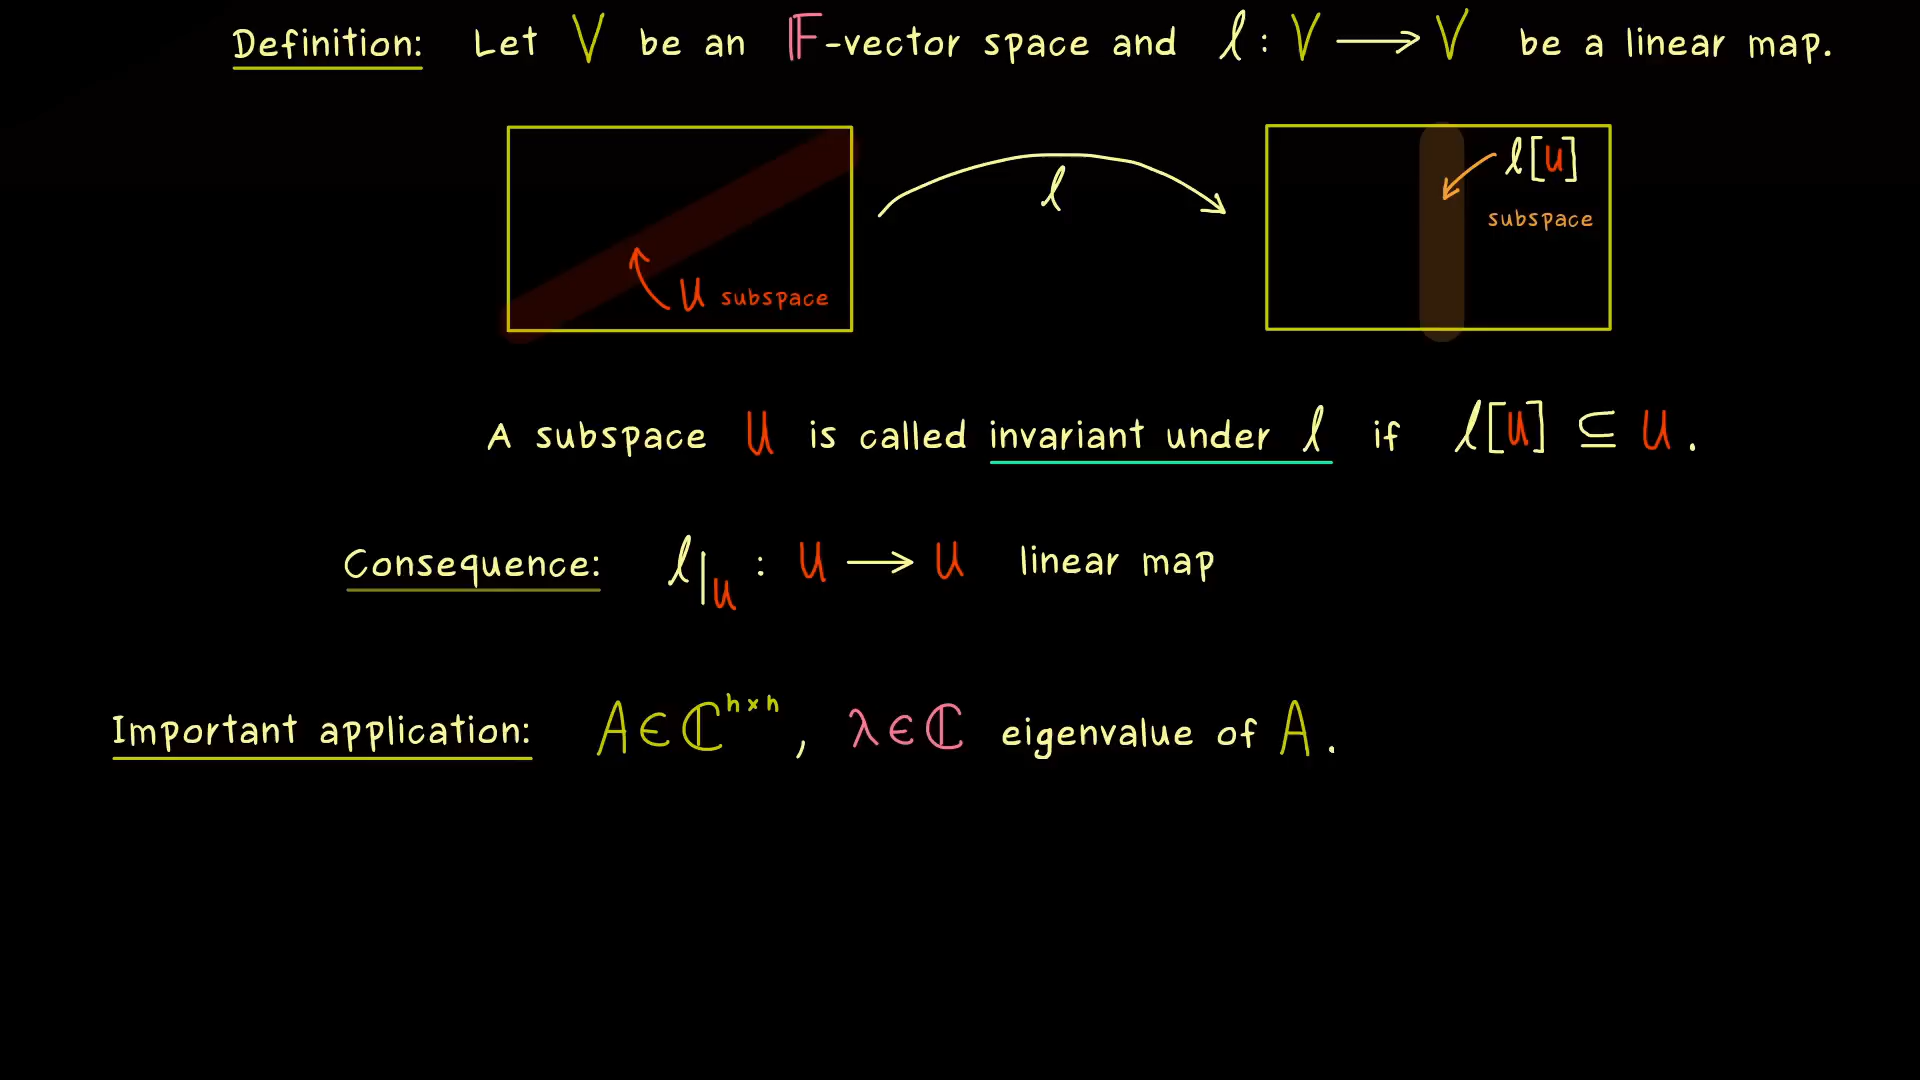 Definition: Let V be an 𝔽-vector space and ℓ : V ⟶ V be a linear map.
ℓ
ℓ[U]
subspace
U subspace
A subspace U is called invariant under ℓ if ℓ[U] ⊆ U.
Consequence: ℓ|_U : U ⟶ U linear map
Important application: A ∈ ℂ^{n×n} , λ ∈ ℂ eigenvalue of A.